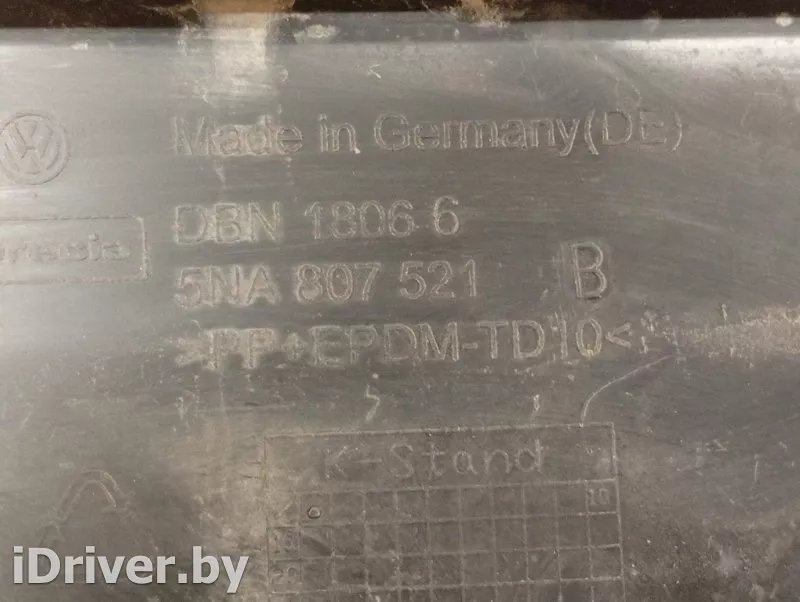 Made in Germany(DE)
DBN 1806 6
5NA 807 521 B
>PP+EPDM-TD10<
K-Stand
10
iDriver.by